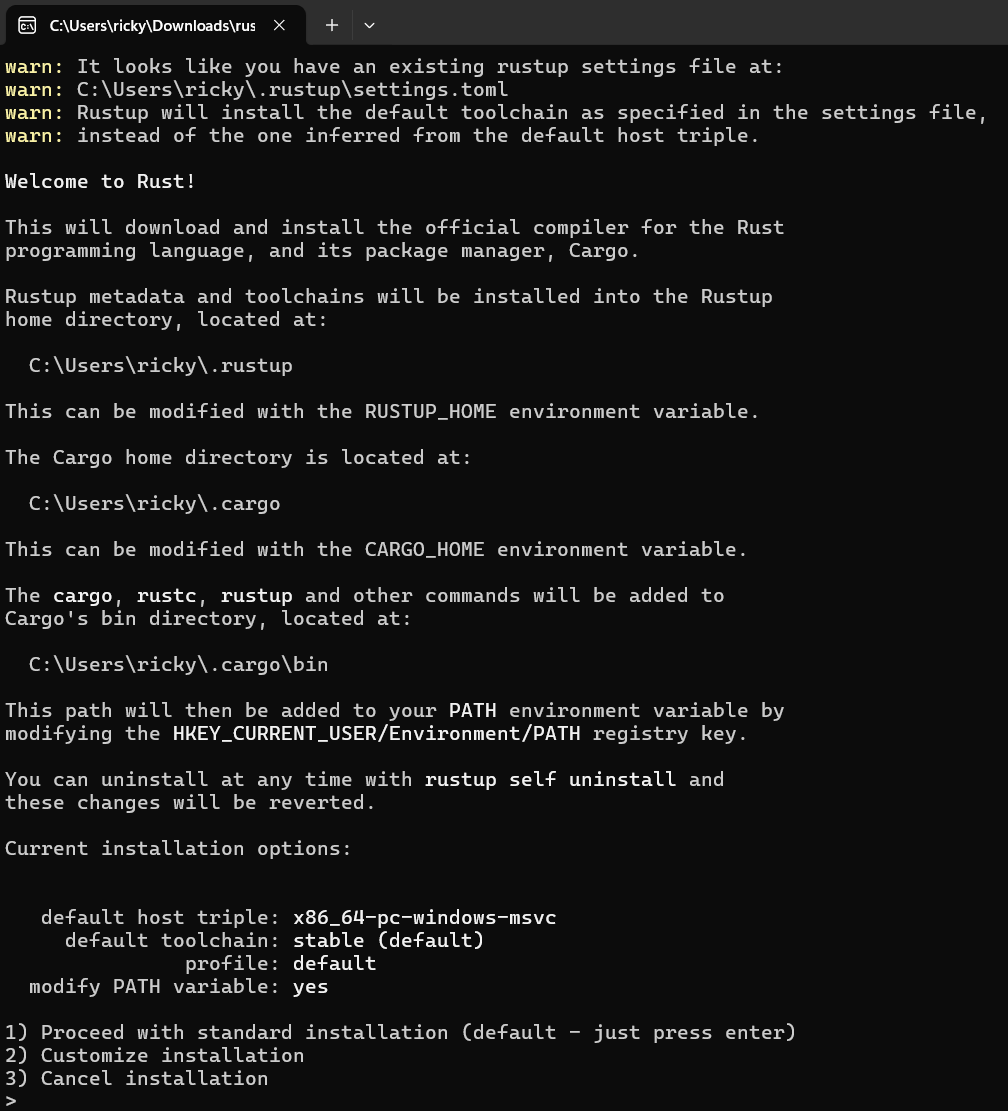 C:\Users\ricky\Downloads\rus
warn: It looks like you have an existing rustup settings file at:
warn: C:\Users\ricky\.rustup\settings.toml
warn: Rustup will install the default toolchain as specified in the settings file,
warn: instead of the one inferred from the default host triple.
Welcome to Rust!
This will download and install the official compiler for the Rust
programming language, and its package manager, Cargo.
Rustup metadata and toolchains will be installed into the Rustup
home directory, located at:
C:\Users\ricky\.rustup
This can be modified with the RUSTUP_HOME environment variable.
The Cargo home directory is located at:
C:\Users\ricky\.cargo
This can be modified with the CARGO_HOME environment variable.
The cargo, rustc, rustup and other commands will be added to
Cargo's bin directory, located at:
C:\Users\ricky\.cargo\bin
This path will then be added to your PATH environment variable by
modifying the HKEY_CURRENT_USER/Environment/PATH registry key.
You can uninstall at any time with rustup self uninstall and
these changes will be reverted.
Current installation options:
default host triple: x86_64-pc-windows-msvc
default toolchain: stable (default)
profile: default
modify PATH variable: yes
1) Proceed with standard installation (default - just press enter)
2) Customize installation
3) Cancel installation
>